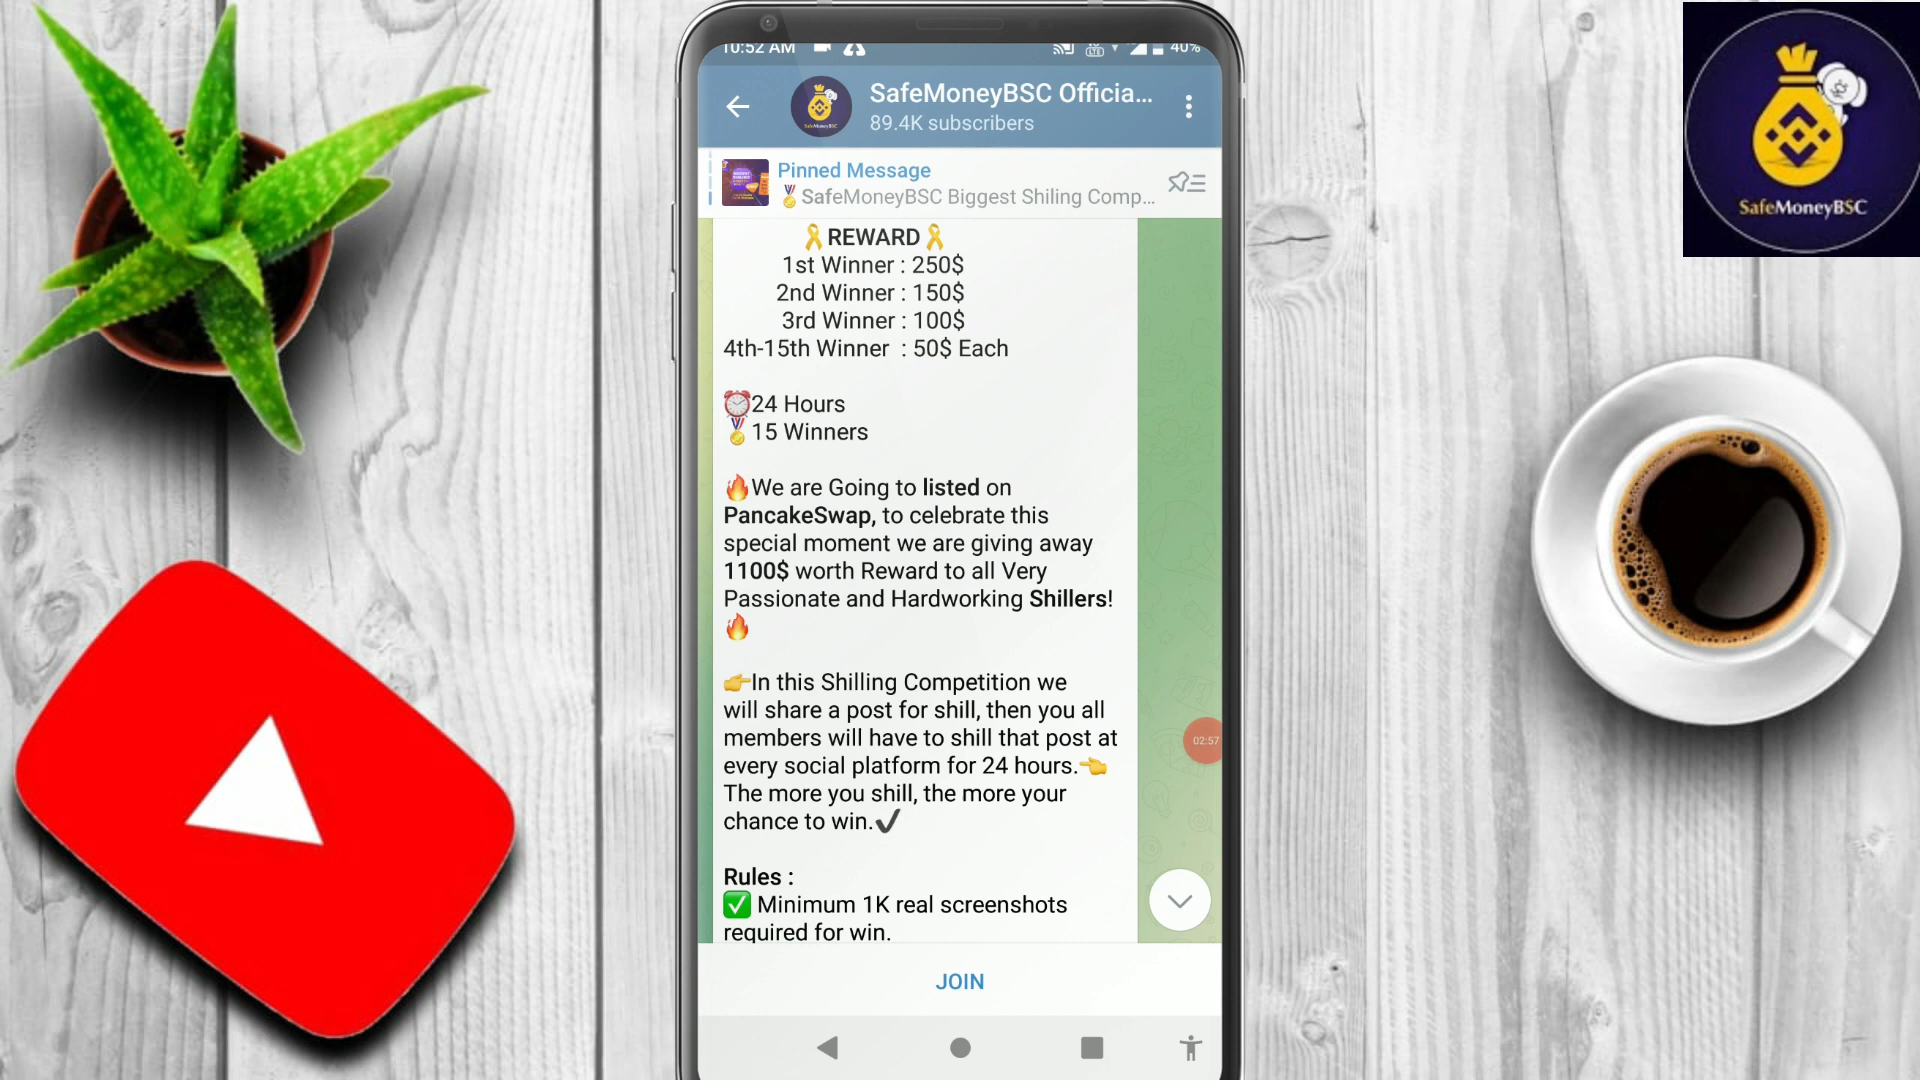 10:52 AM
40%
SafeMoneyBSC Officia...
89.4K subscribers
Pinned Message
🏅SafeMoneyBSC Biggest Shiling Comp...
🎗REWARD🎗
1st Winner : 250$
2nd Winner : 150$
3rd Winner : 100$
4th-15th Winner : 50$ Each
⏰24 Hours
🏅15 Winners
🔥We are Going to listed on
PancakeSwap, to celebrate this
special moment we are giving away
1100$ worth Reward to all Very
Passionate and Hardworking Shillers!
🔥
👉In this Shilling Competition we
will share a post for shill, then you all
members will have to shill that post at
every social platform for 24 hours.👈
The more you shill, the more your
chance to win.✔
Rules :
✅ Minimum 1K real screenshots
required for win.
02:57
JOIN
SafeMoneyBSC